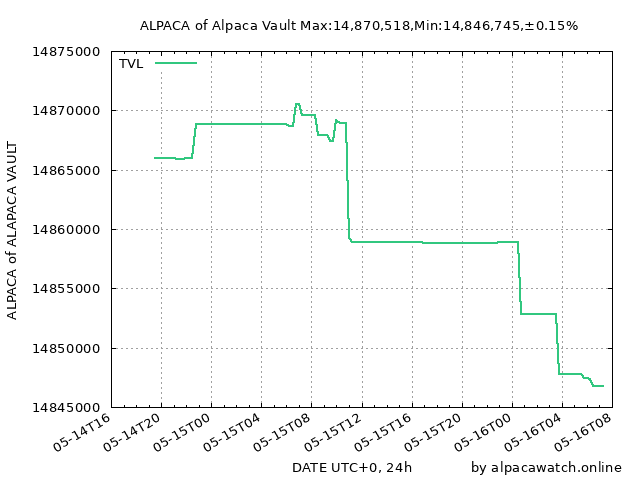 ALPACA of Alpaca Vault Max:14,870,518,Min:14,846,745,±0.15%
TVL
ALPACA of ALAPACA VAULT
14875000
14870000
14865000
14860000
14855000
14850000
14845000
05-14T16
05-14T20
05-15T00
05-15T04
05-15T08
05-15T12
05-15T16
05-15T20
05-16T00
05-16T04
05-16T08
DATE UTC+0, 24h
by alpacawatch.online